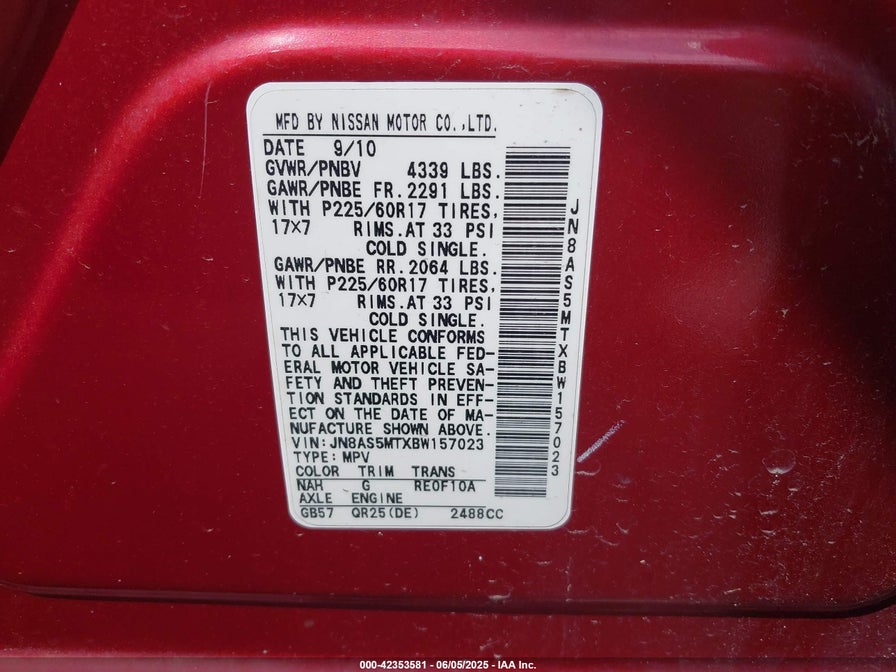 MFD BY NISSAN MOTOR CO.,LTD.
DATE 9/10
GVWR/PNBV 4339 LBS.
GAWR/PNBE FR.2291 LBS.
WITH P225/60R17 TIRES,
17×7 RIMS.AT 33 PSI
COLD SINGLE.
GAWR/PNBE RR.2064 LBS.
WITH P225/60R17 TIRES,
17×7 RIMS.AT 33 PSI
COLD SINGLE.
THIS VEHICLE CONFORMS
TO ALL APPLICABLE FED-
ERAL MOTOR VEHICLE SA-
FETY AND THEFT PREVEN-
TION STANDARDS IN EFF-
ECT ON THE DATE OF MA-
NUFACTURE SHOWN ABOVE.
VIN:JN8AS5MTXBW157023
TYPE:MPV
COLOR TRIM TRANS
NAH G RE0F10A
AXLE ENGINE
GB57 QR25(DE) 2488CC
JN8AS5MTXBW157023
000-42353581 - 06/05/2025 - IAA Inc.